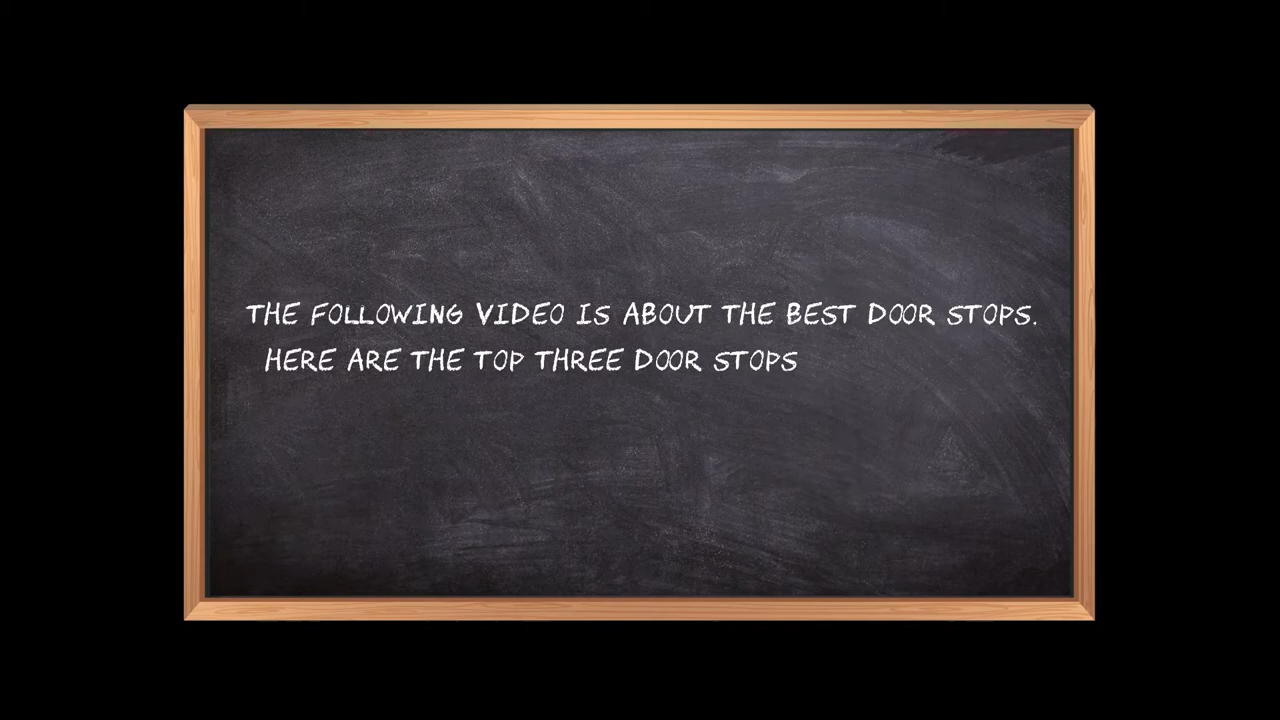 THE FOLLOWING VIDEO IS ABOUT THE BEST DOOR STOPS.
HERE ARE THE TOP THREE DOOR STOPS